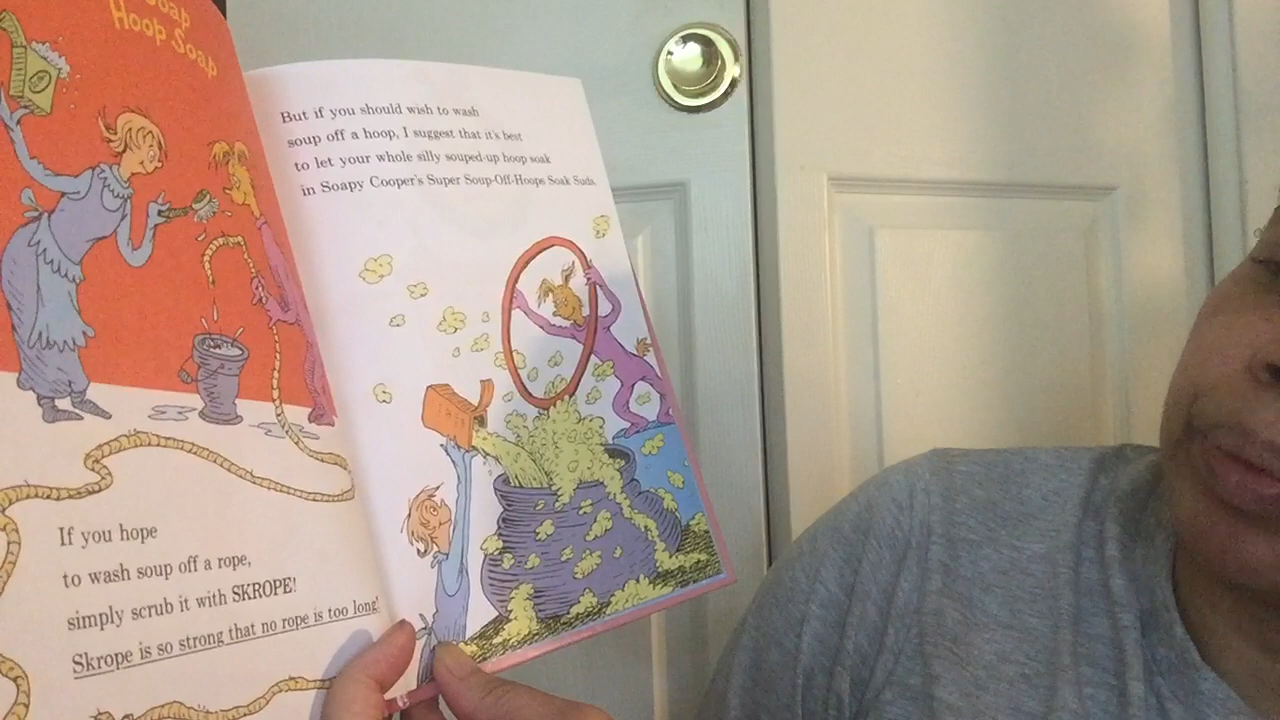 Soap
Hoop Soap
If you hope
to wash soup off a rope,
simply scrub it with SKROPE!
Skrope is so strong that no rope is too long!
But if you should wish to wash
soup off a hoop, I suggest that it's best
to let your whole silly souped-up hoop soak
in Soapy Cooper's Super Soup-Off-Hoops Soak Suds.